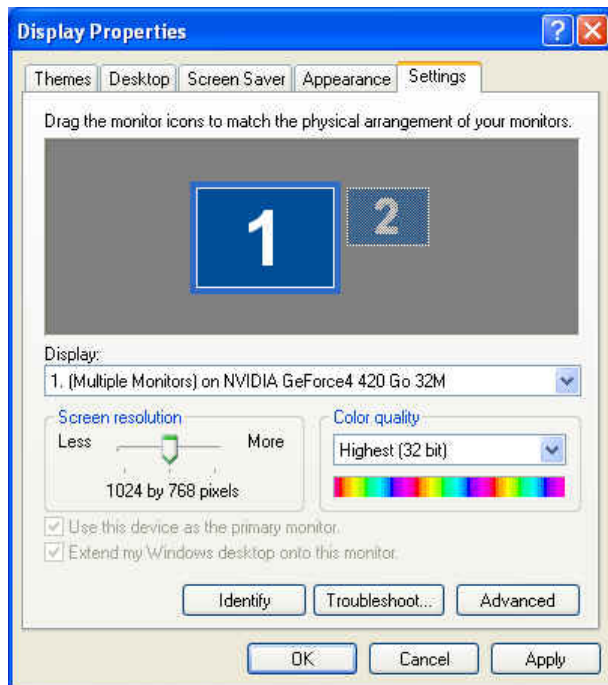 Display Properties
Themes Desktop Screen Saver Appearance Settings
Drag the monitor icons to match the physical arrangement of your monitors.
1 2
Display:
1. (Multiple Monitors) on NVIDIA GeForce4 420 Go 32M
Screen resolution
Less More
1024 by 768 pixels
Color quality
Highest (32 bit)
Use this device as the primary monitor.
Extend my Windows desktop onto this monitor.
Identify Troubleshoot... Advanced
OK Cancel Apply